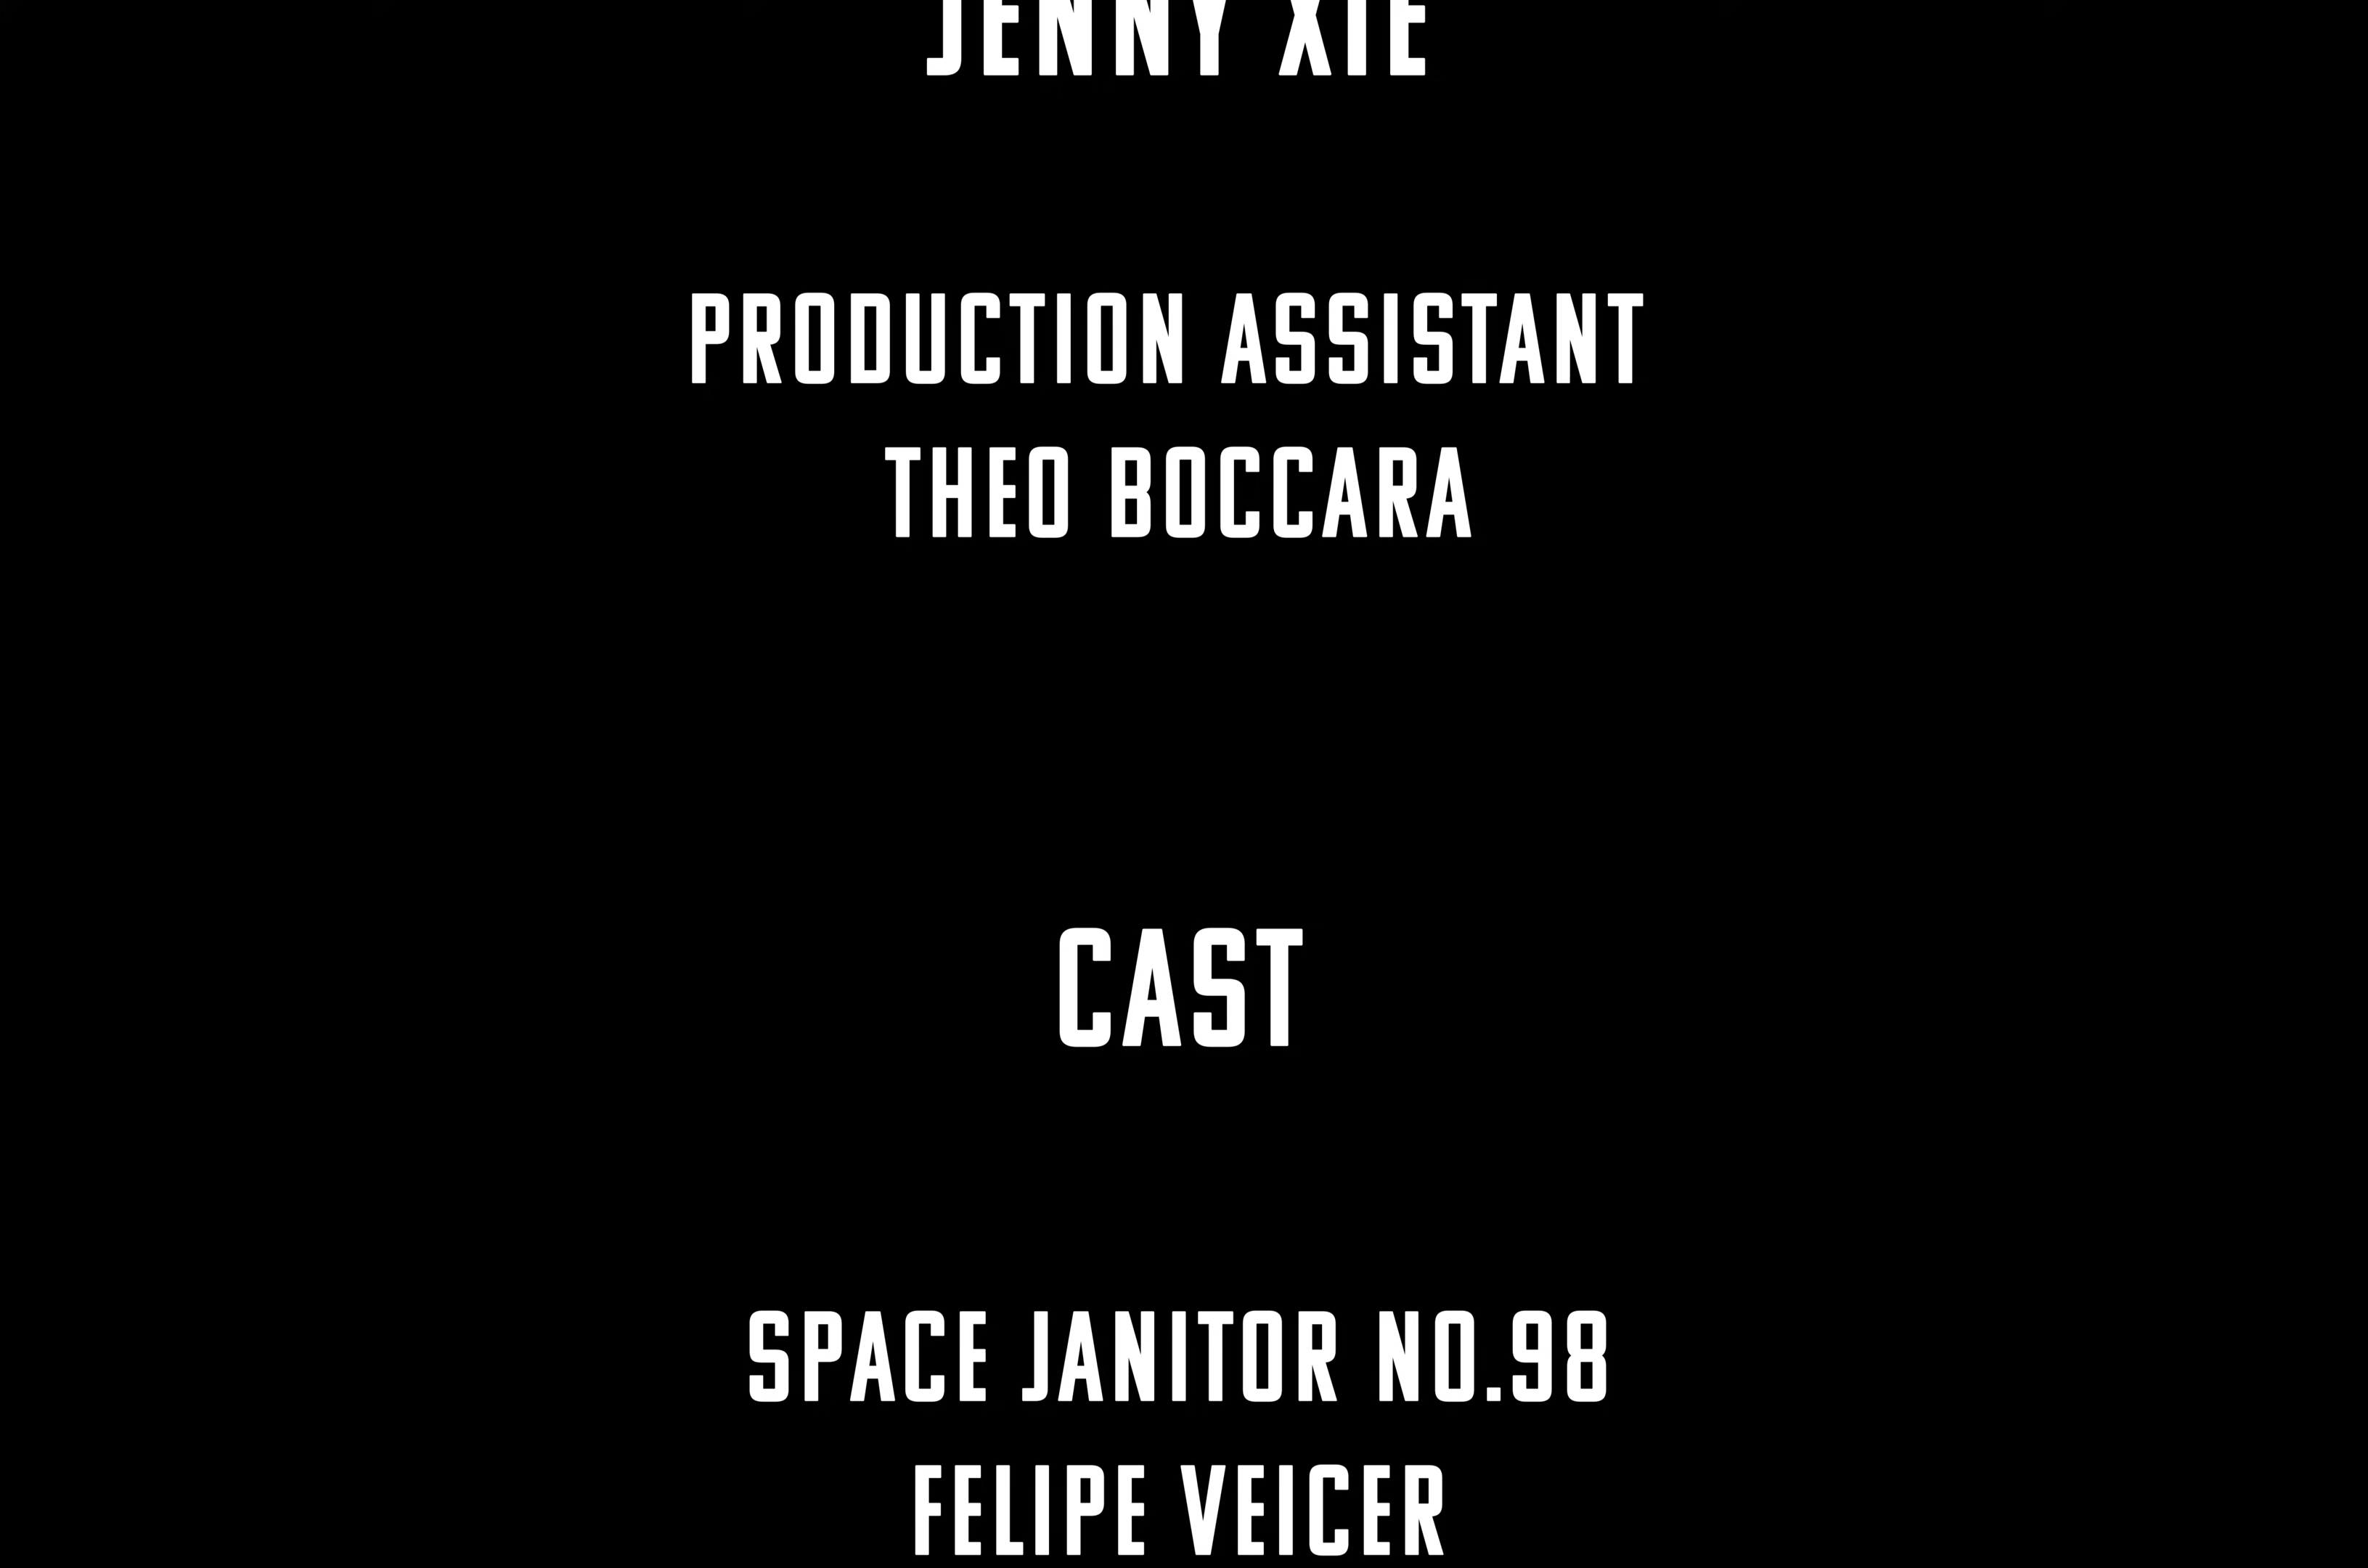 JENNY XIE
PRODUCTION ASSISTANT
THEO BOCCARA
CAST
SPACE JANITOR NO.98
FELIPE VEICER